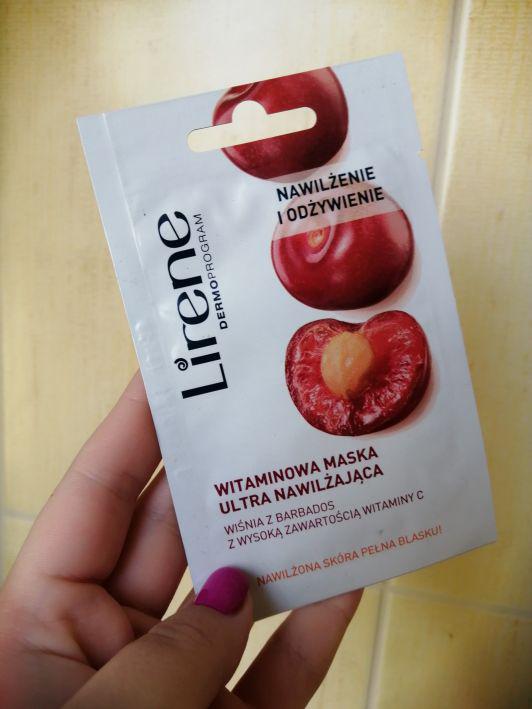 NAWILŻENIE
I ODŻYWIENIE
Lirene
DERMOPROGRAM
WITAMINOWA MASKA
ULTRA NAWILŻAJĄCA
WIŚNIA Z BARBADOS
Z WYSOKĄ ZAWARTOŚCIĄ WITAMINY C
NAWILŻONA SKÓRA PEŁNA BLASKU!